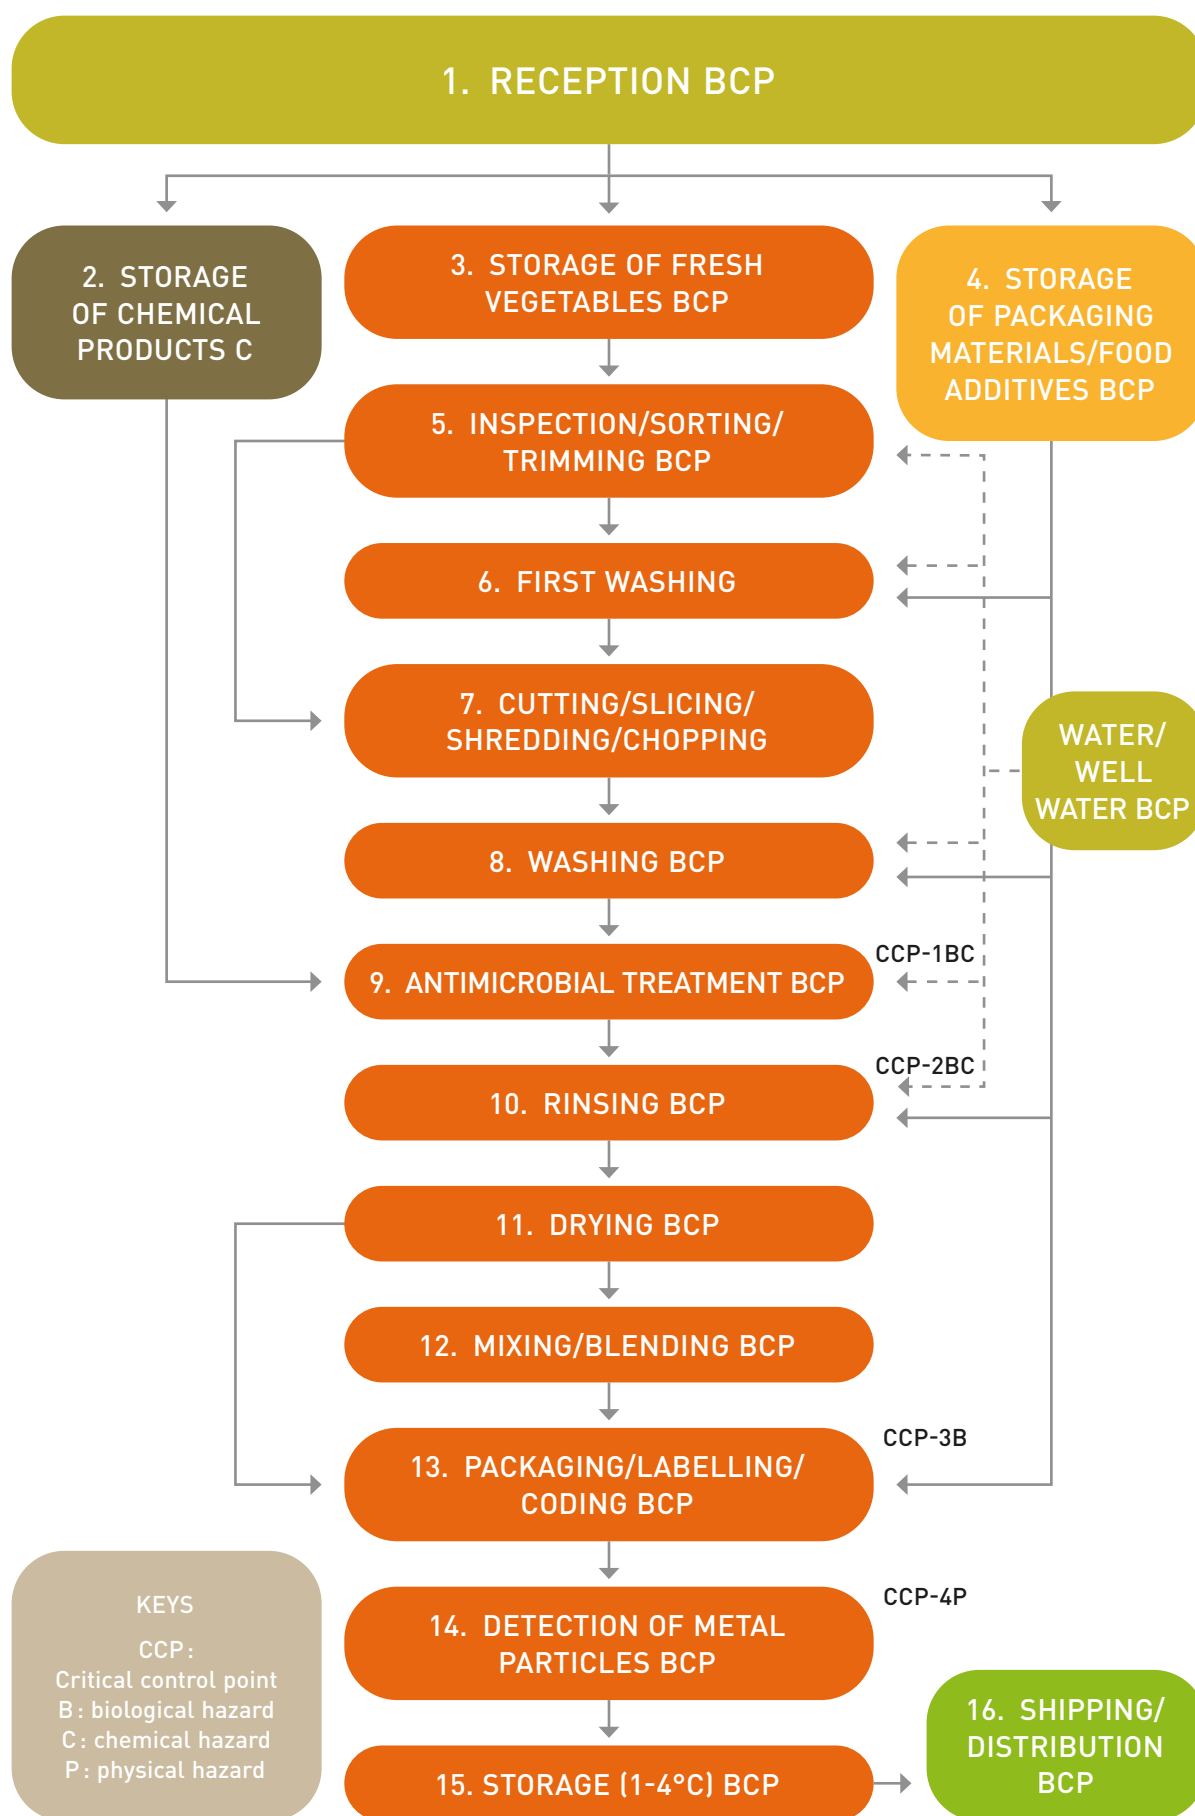 1. RECEPTION BCP
2. STORAGE
OF CHEMICAL
PRODUCTS C
3. STORAGE OF FRESH
VEGETABLES BCP
4. STORAGE
OF PACKAGING
MATERIALS/FOOD
ADDITIVES BCP
5. INSPECTION/SORTING/
TRIMMING BCP
6. FIRST WASHING
7. CUTTING/SLICING/
SHREDDING/CHOPPING
WATER/
WELL
WATER BCP
8. WASHING BCP
CCP-1BC
9. ANTIMICROBIAL TREATMENT BCP
CCP-2BC
10. RINSING BCP
11. DRYING BCP
12. MIXING/BLENDING BCP
CCP-3B
13. PACKAGING/LABELLING/
CODING BCP
CCP-4P
14. DETECTION OF METAL
PARTICLES BCP
15. STORAGE (1-4°C) BCP
16. SHIPPING/
DISTRIBUTION
BCP
KEYS
CCP :
Critical control point
B : biological hazard
C : chemical hazard
P : physical hazard